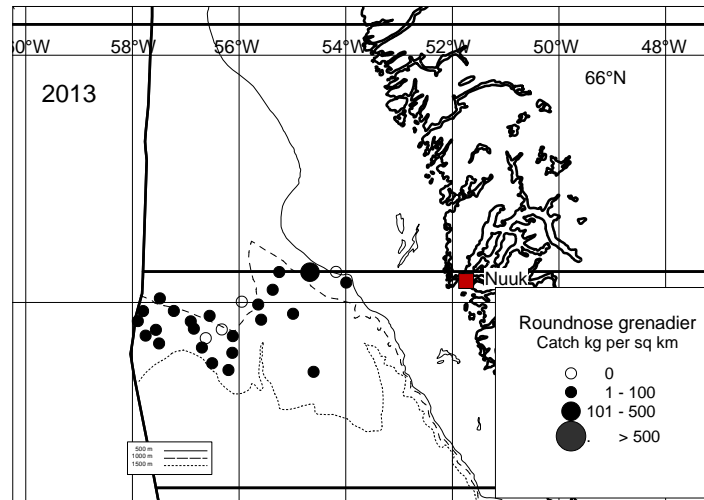 60°W 58°W 56°W 54°W 52°W 50°W 48°W
66°N
2013
Nuuk
Roundnose grenadier
Catch kg per sq km
0
1 - 100
101 - 500
. > 500
500 m
1000 m
1500 m